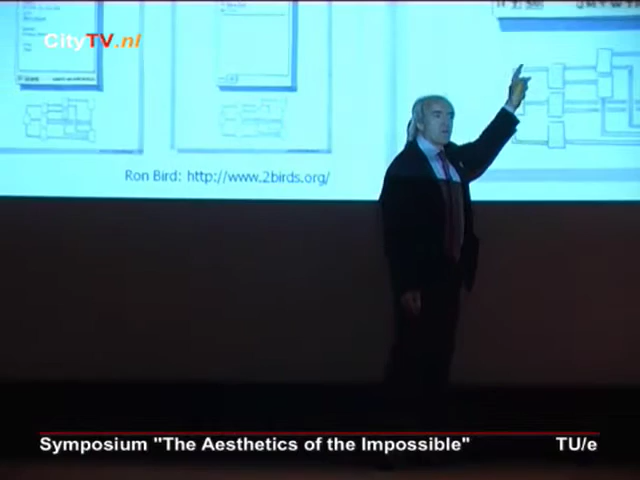 CityTV.nl
Ron Bird: http://www.2birds.org/
Symposium "The Aesthetics of the Impossible"
TU/e